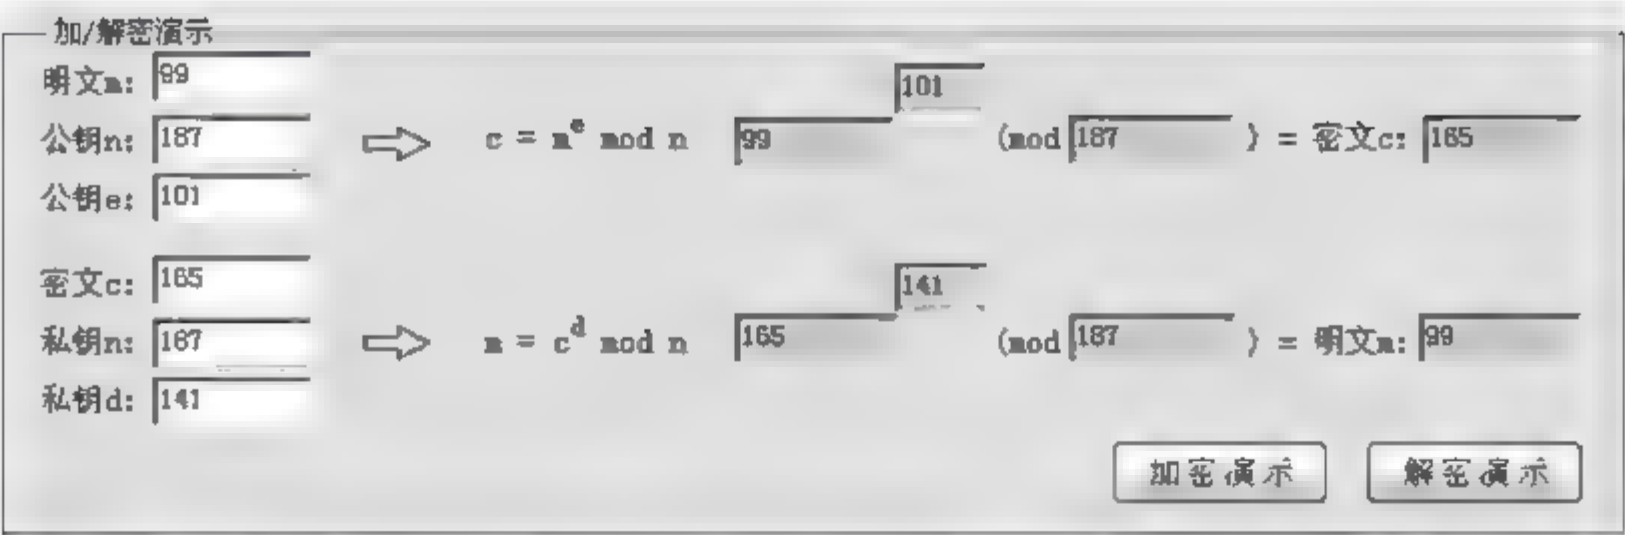 加/解密演示
明文m: 99
101
公钥n: 187 c = m^e mod n 99 (mod 187 ) = 密文c: 165
公钥e: 101
密文c: 165
141
私钥n: 187 m = c^d mod n 165 (mod 187 ) = 明文m: 99
私钥d: 141
加密演示 解密演示